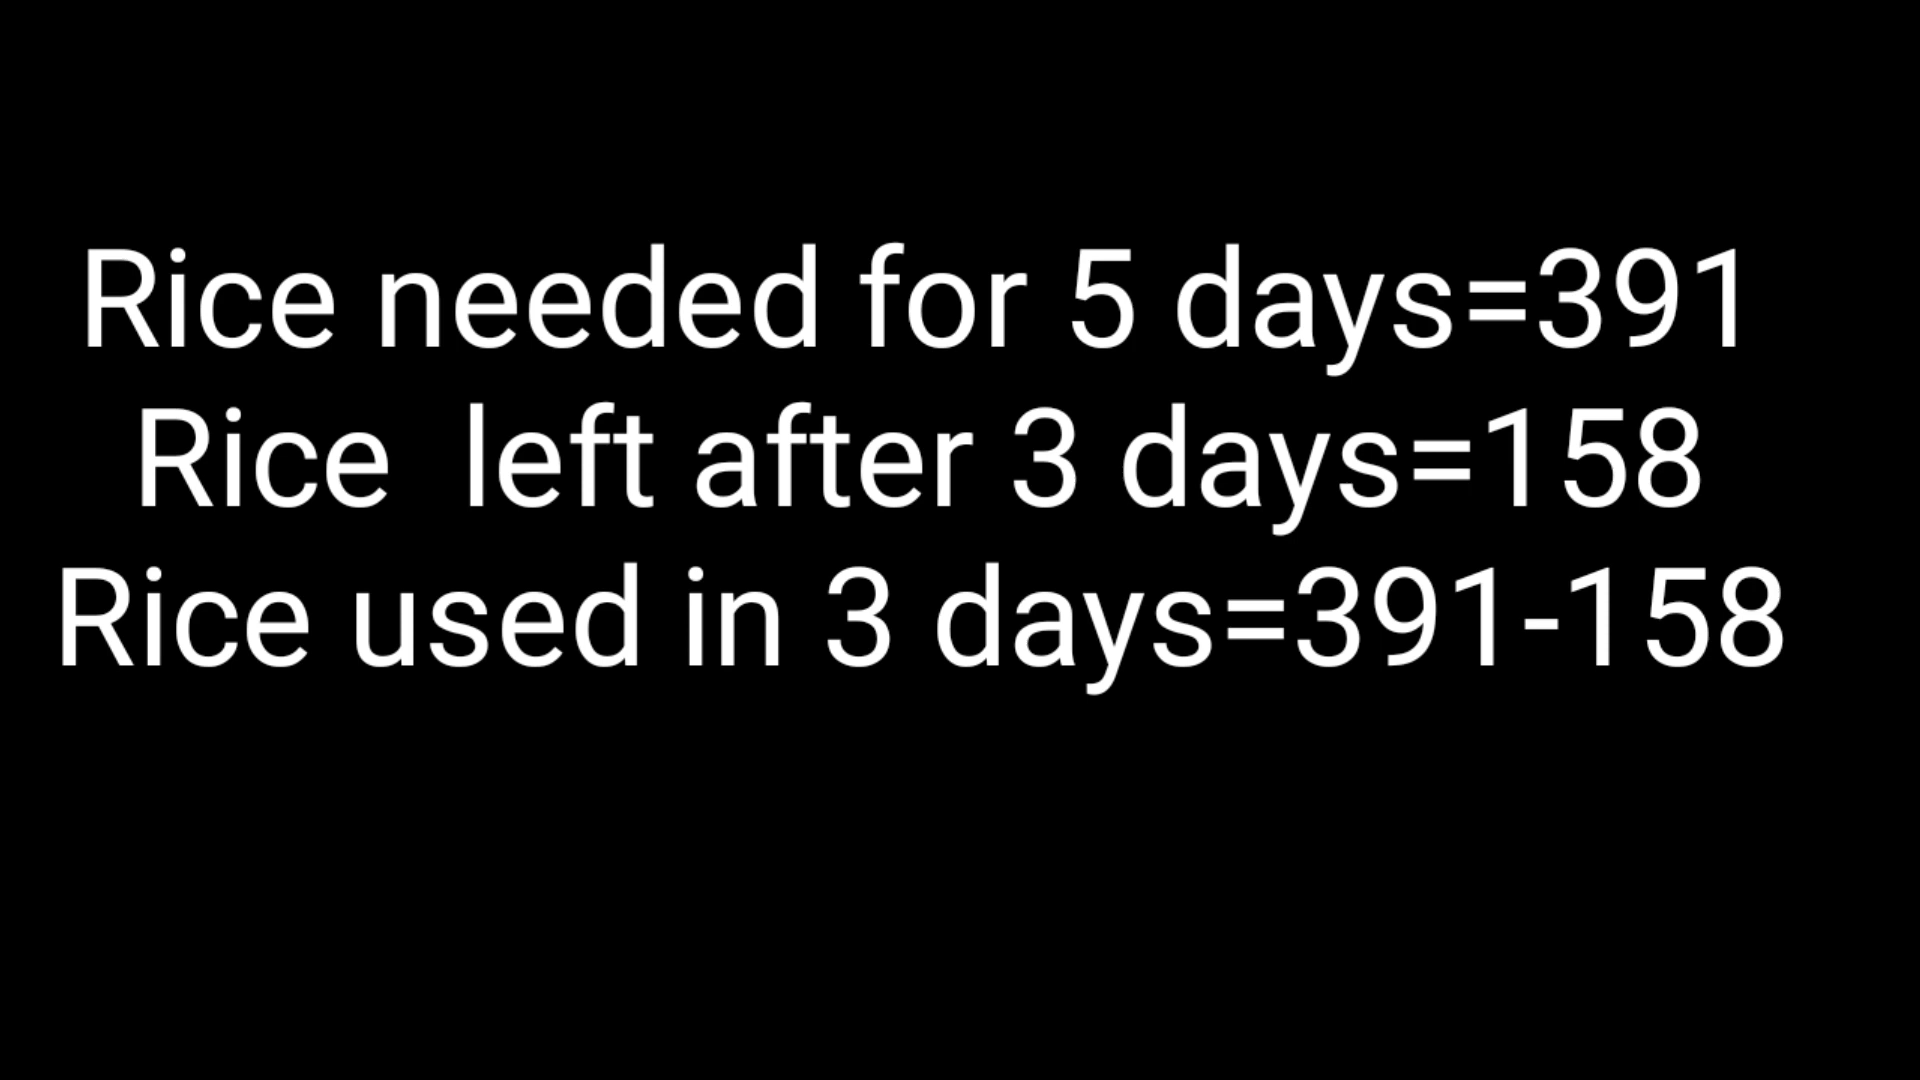 Rice needed for 5 days=391
Rice  left after 3 days=158
Rice used in 3 days=391-158